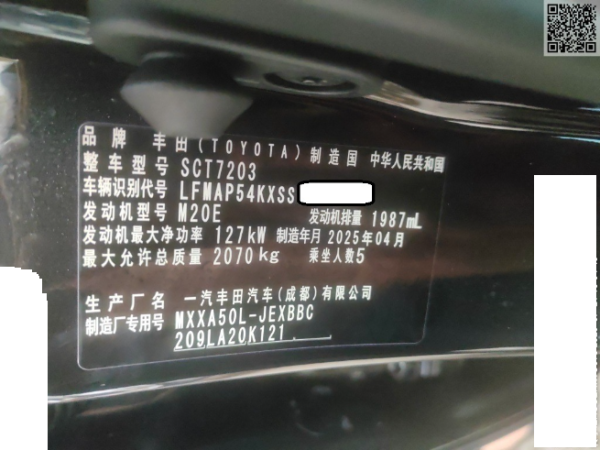 品牌 丰田(TOYOTA) 制造国 中华人民共和国
整车型号 SCT7203
车辆识别代号 LFMAP54KXSS
发动机型号 M20E 发动机排量 1987mL
发动机最大净功率 127kW 制造年月 2025年04月
最大允许总质量 2070kg 乘坐人数5
生产厂名 一汽丰田汽车(成都)有限公司
制造厂专用号 MXXA50L-JEXBBC
209LA20K121